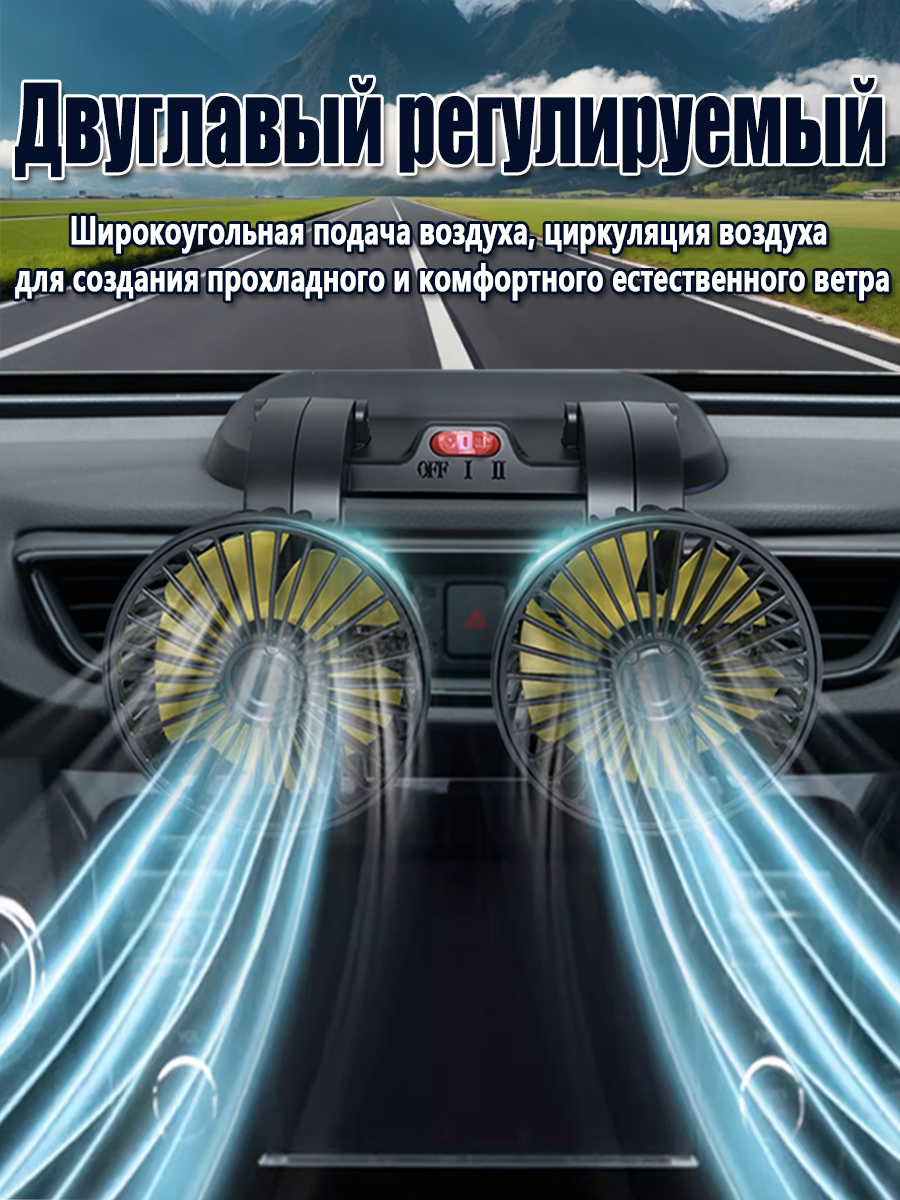 Двуглавый регулируемый
Широкоугольная подача воздуха, циркуляция воздуха
для создания прохладного и комфортного естественного ветра
OFF I II